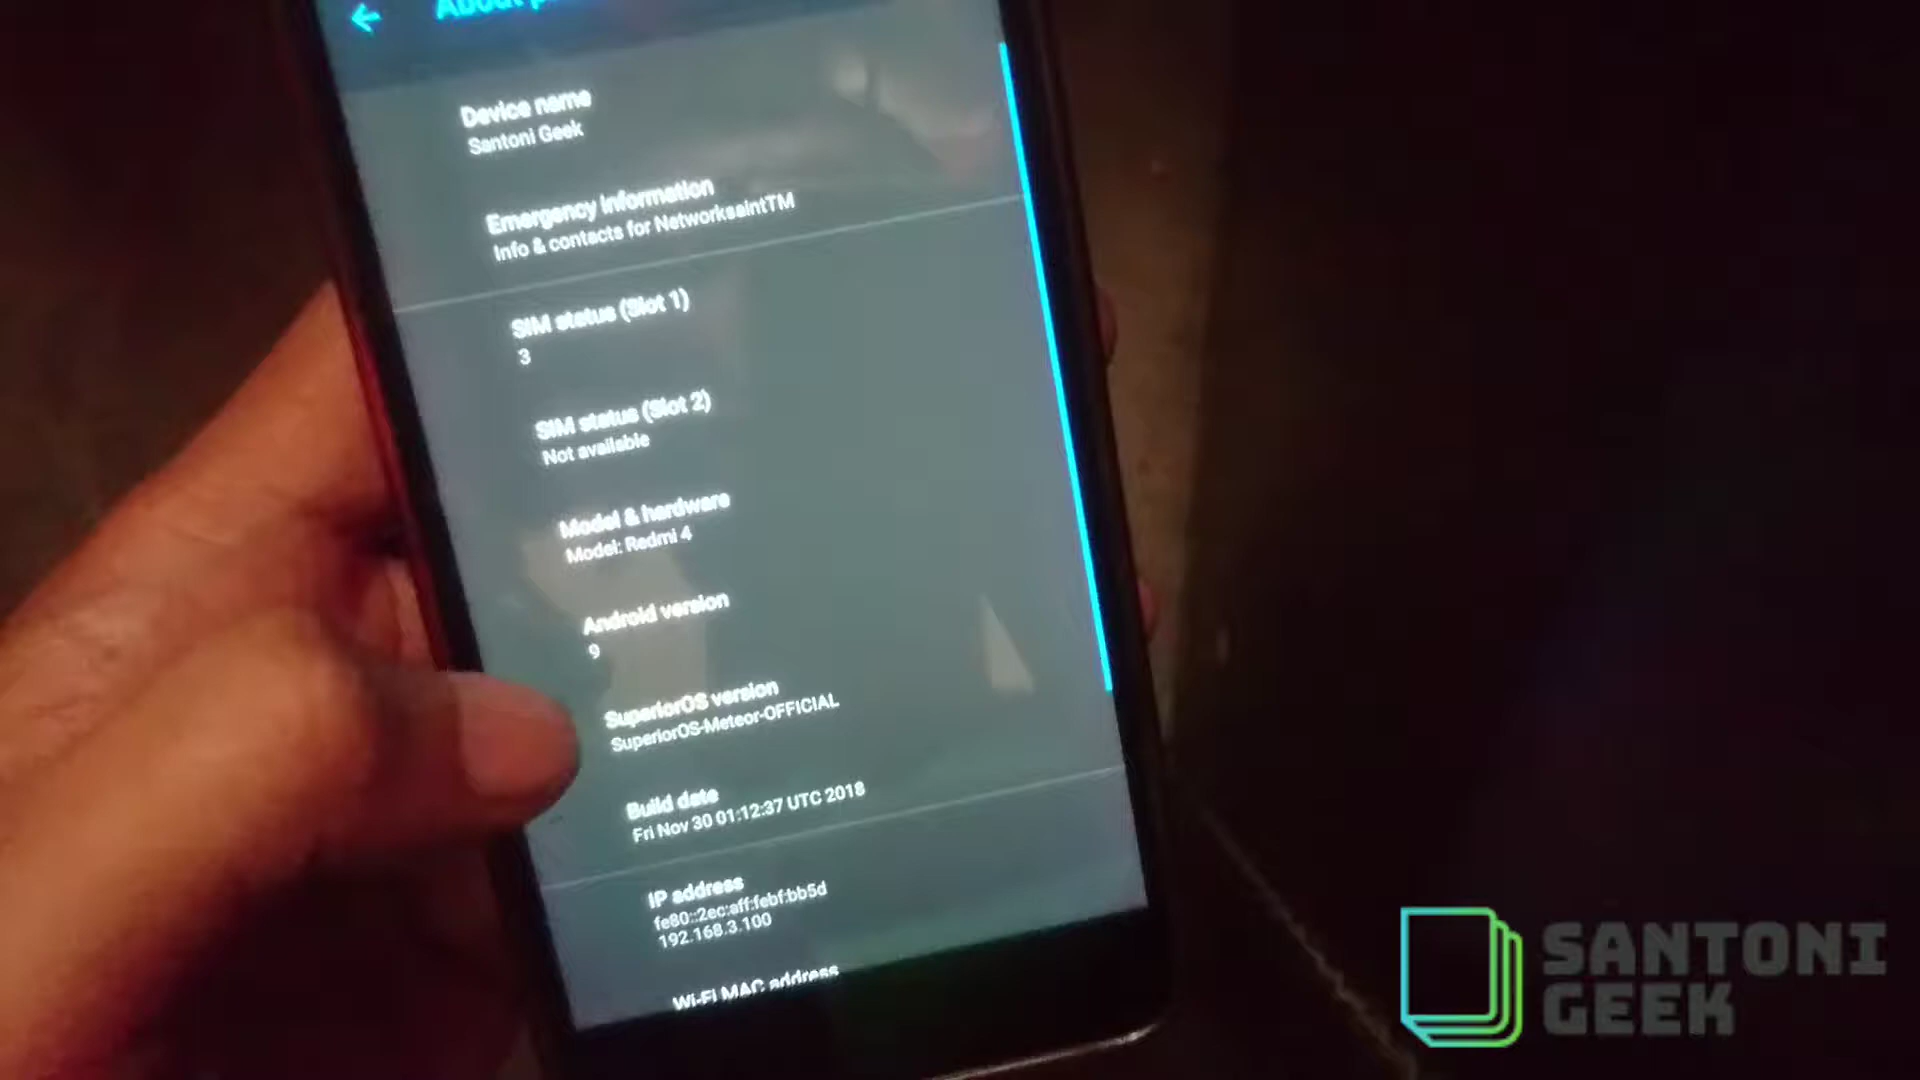 About
Device name
Santoni Geek
Emergency information
Info & contacts for NetworksaintTM
SIM status (Slot 1)
3
SIM status (Slot 2)
Not available
Model & hardware
Model: Redmi 4
Android version
9
SuperiorOS version
SuperiorOS-Meteor-OFFICIAL
Build date
Fri Nov 30 01:12:37 UTC 2018
IP address
fe80::2ec:aff:febf:bb5d
192.168.3.100
Wi-Fi MAC address
SANTONI
GEEK